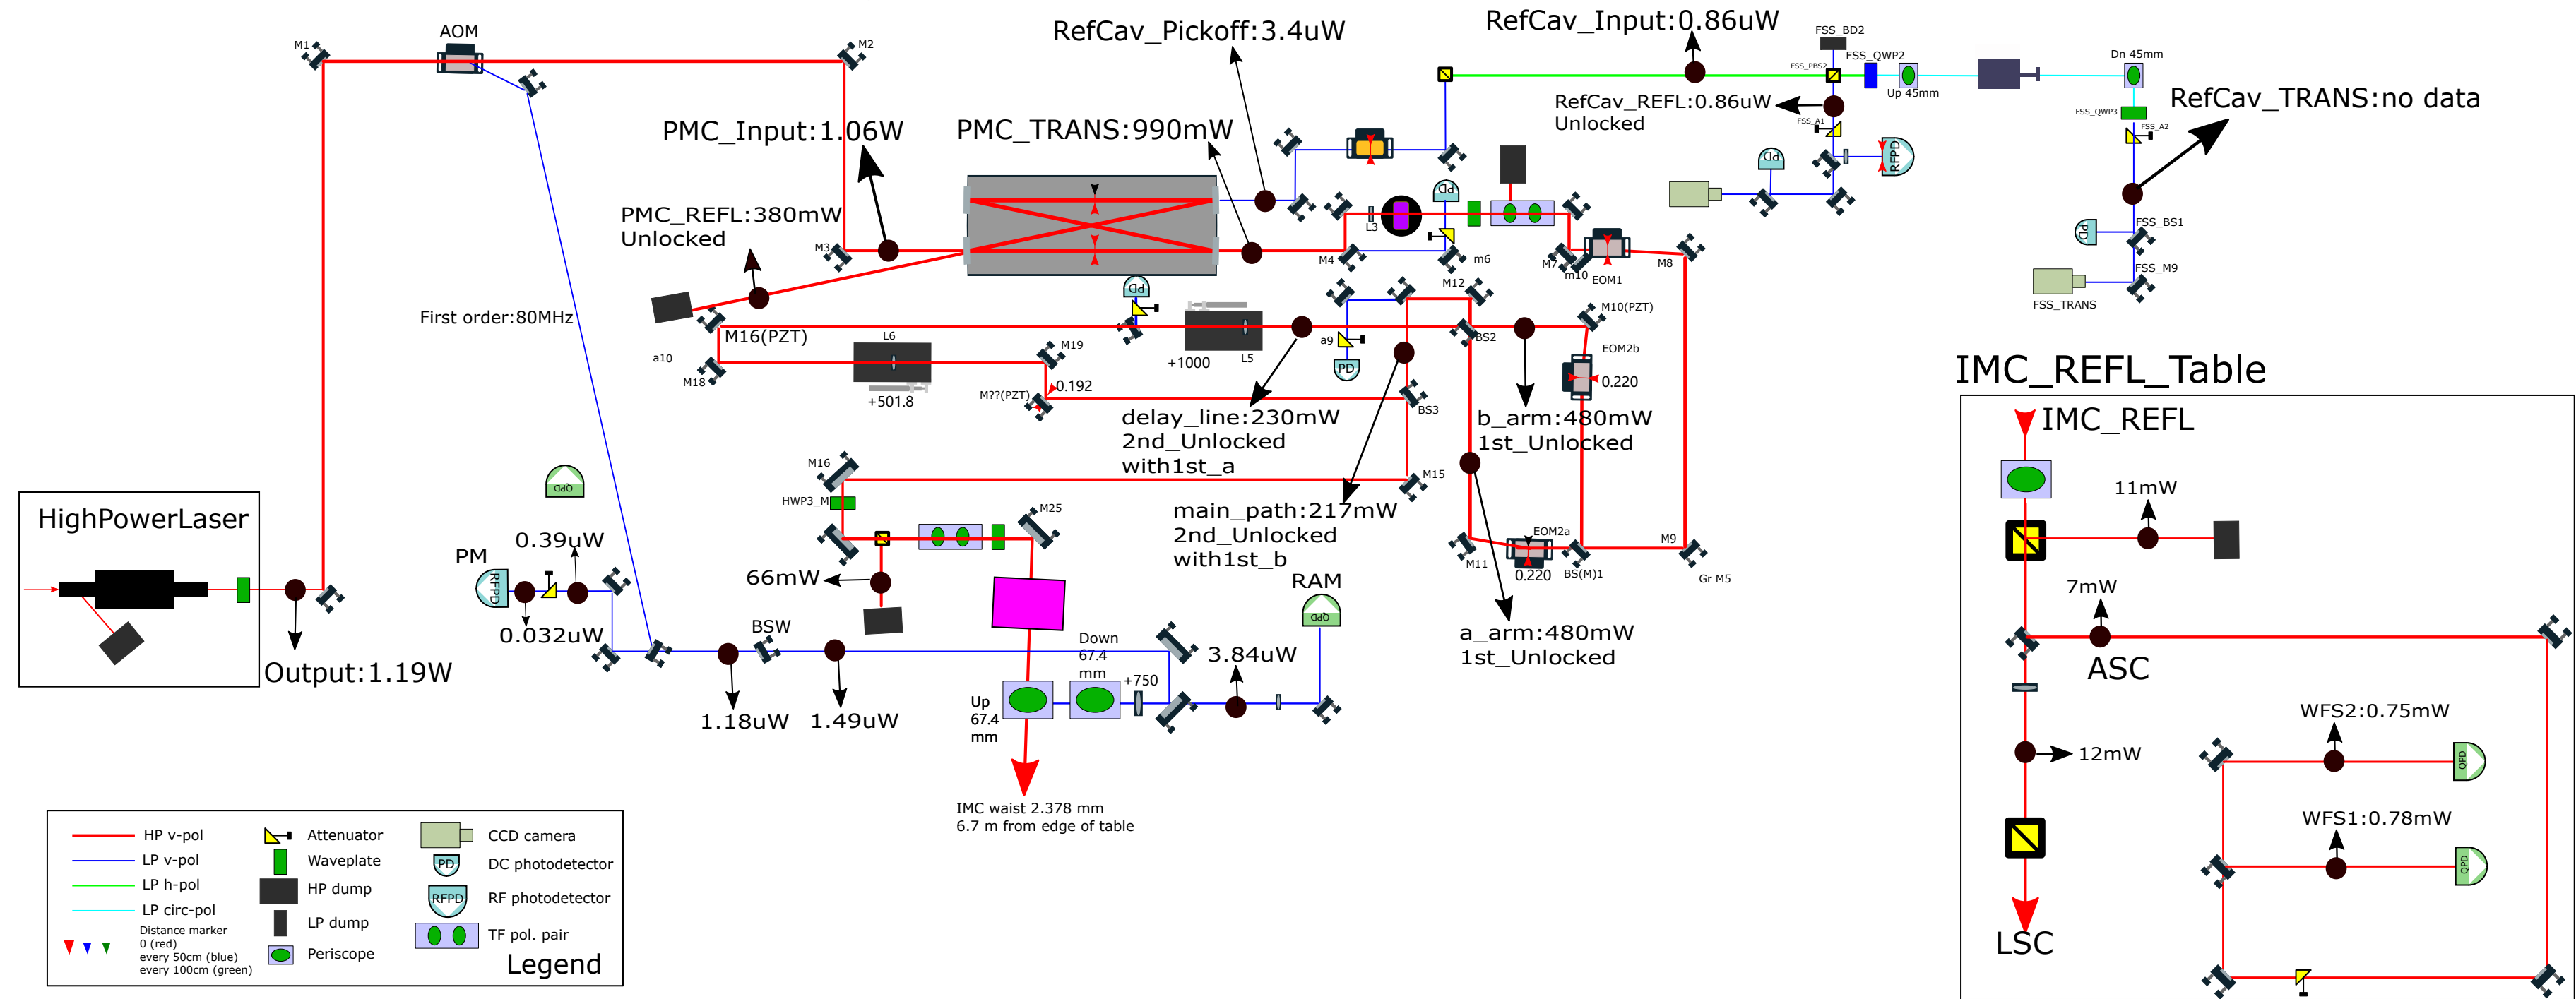 RefCav_Pickoff:3.4uW
RefCav_Input:0.86uW
AOM
M1
M2
FSS_BD2
FSS_QWP2
FSS_PBS2
Dn 45mm
Up 45mm
RefCav_REFL:0.86uW
Unlocked
RefCav_TRANS:no data
FSS_QWP3
FSS_A1
FSS_A2
PMC_Input:1.06W
PMC_TRANS:990mW
PD
RFPD
PD
PMC_REFL:380mW
Unlocked
L3
M3
M4
m6
M7
m10
EOM1
M8
PD
FSS_BS1
FSS_M9
FSS_TRANS
PD
M12
First order:80MHz
M16(PZT)
M10(PZT)
BS2
a9
L6
L5
+1000
a10
M18
M19
EOM2b
0.220
PD
+501.8
M??(PZT)
0.192
BS3
IMC_REFL_Table
delay_line:230mW
2nd_Unlocked
with1st_a
b_arm:480mW
1st_Unlocked
IMC_REFL
M16
M15
HWP3_M
QPD
11mW
HighPowerLaser
main_path:217mW
2nd_Unlocked
with1st_b
M25
EOM2a
0.220
M11
BS(M)1
M9
Gr M5
PM
0.39uW
RFPD
66mW
RAM
QPD
7mW
0.032uW
BSW
Down
67.4
mm
+750
3.84uW
a_arm:480mW
1st_Unlocked
Output:1.19W
ASC
1.18uW
1.49uW
Up
67.4
mm
WFS2:0.75mW
QPD
12mW
IMC waist 2.378 mm
6.7 m from edge of table
WFS1:0.78mW
QPD
LSC
HP v-pol
LP v-pol
LP h-pol
LP circ-pol
Distance marker
0 (red)
every 50cm (blue)
every 100cm (green)
Attenuator
Waveplate
HP dump
LP dump
Periscope
CCD camera
PD
DC photodetector
RFPD
RF photodetector
TF pol. pair
Legend